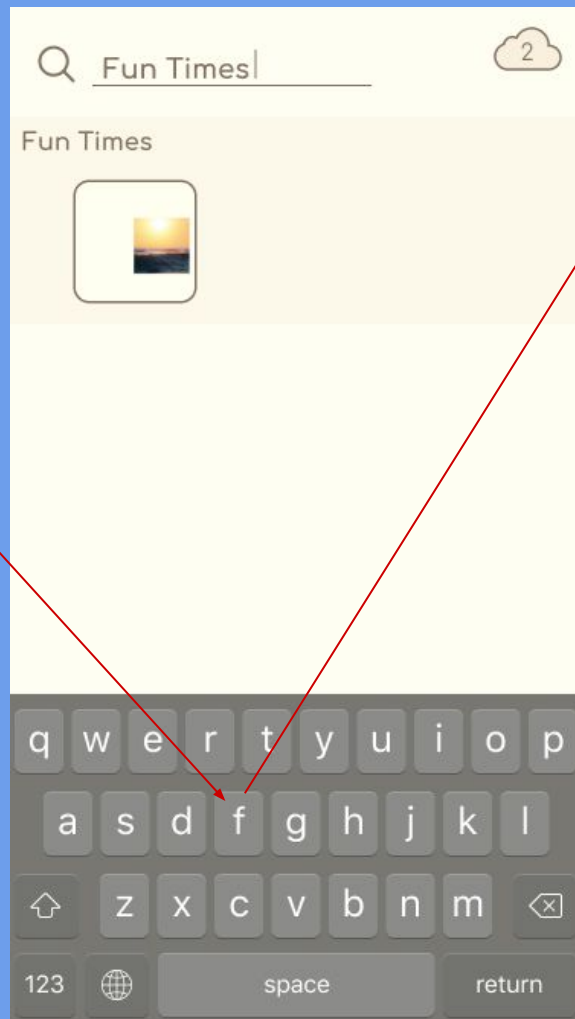 Fun Times
2
Fun Times
q w e r t y u i o p
a s d f g h j k l
z x c v b n m
123 space return